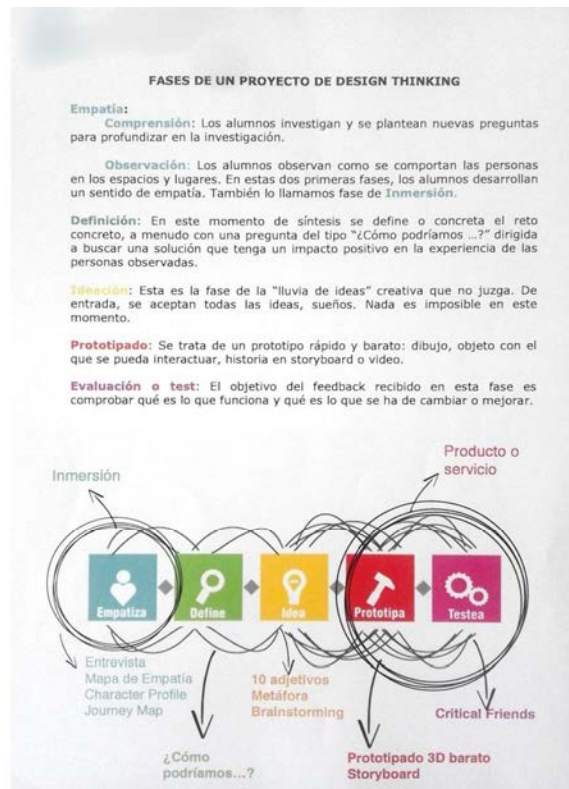 FASES DE UN PROYECTO DE DESIGN THINKING
Empatía:
Comprensión: Los alumnos investigan y se plantean nuevas preguntas
para profundizar en la investigación.
Observación: Los alumnos observan como se comportan las personas
en los espacios y lugares. En estas dos primeras fases, los alumnos desarrollan
un sentido de empatía. También lo llamamos fase de Inmersión.
Definición: En este momento de síntesis se define o concreta el reto
concreto, a menudo con una pregunta del tipo "¿Cómo podríamos ...?" dirigida
a buscar una solución que tenga un impacto positivo en la experiencia de las
personas observadas.
Ideeción: Esta es la fase de la "lluvia de ideas" creativa que no juzga. De
entrada, se aceptan todas las ideas, sueños. Nada es imposible en este
momento.
Prototipado: Se trata de un prototipo rápido y barato: dibujo, objeto con el
que se pueda interactuar, historia en storyboard o video.
Evaluación o test: El objetivo del feedback recibido en esta fase es
comprobar qué es lo que funciona y qué es lo que se ha de cambiar o mejorar.
Producto o
servicio
Inmersión
Empatiza
Define
Idea
Prototipa
Testea
Entrevista
Mapa de Empatía
Character Profile
Journey Map
10 adjetivos
Metáfora
Brainstorming
Critical Friends
¿Cómo
podríamos...?
Prototipado 3D barato
Storyboard